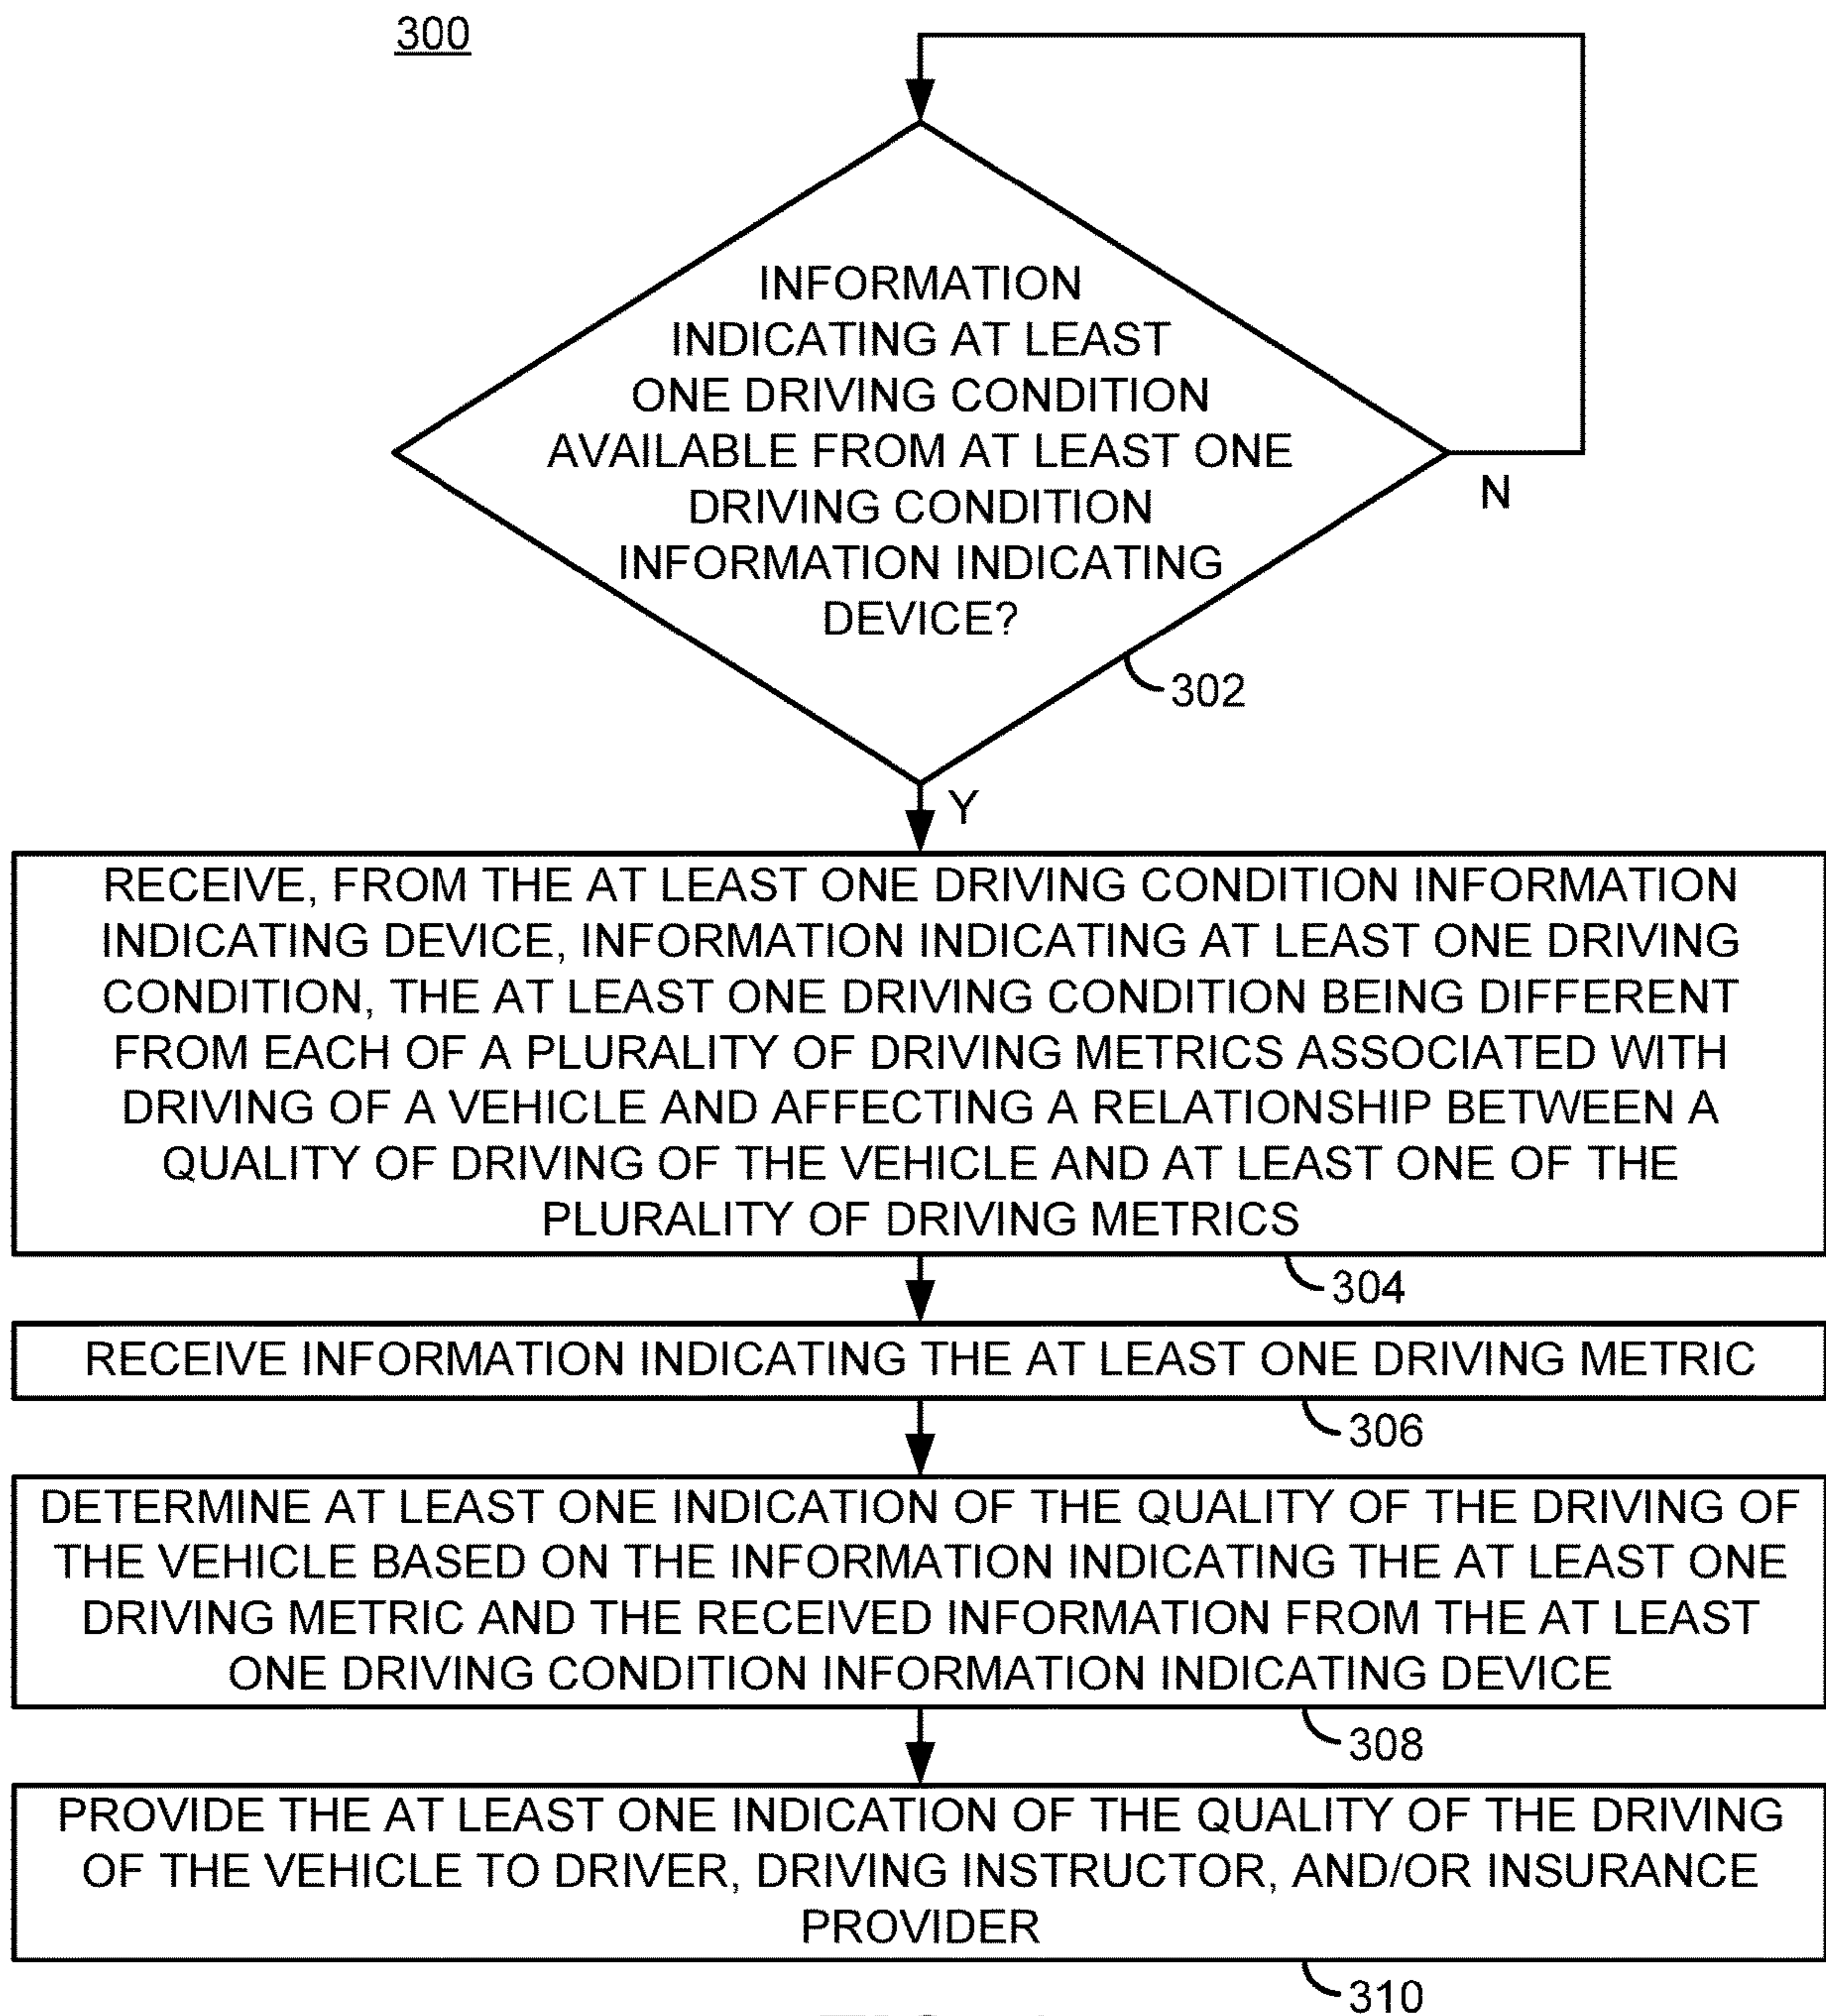 300
INFORMATION
INDICATING AT LEAST
ONE DRIVING CONDITION
AVAILABLE FROM AT LEAST ONE
DRIVING CONDITION
INFORMATION INDICATING
DEVICE?
N
302
Y
RECEIVE, FROM THE AT LEAST ONE DRIVING CONDITION INFORMATION
INDICATING DEVICE, INFORMATION INDICATING AT LEAST ONE DRIVING
CONDITION, THE AT LEAST ONE DRIVING CONDITION BEING DIFFERENT
FROM EACH OF A PLURALITY OF DRIVING METRICS ASSOCIATED WITH
DRIVING OF A VEHICLE AND AFFECTING A RELATIONSHIP BETWEEN A
QUALITY OF DRIVING OF THE VEHICLE AND AT LEAST ONE OF THE
PLURALITY OF DRIVING METRICS
304
RECEIVE INFORMATION INDICATING THE AT LEAST ONE DRIVING METRIC
306
DETERMINE AT LEAST ONE INDICATION OF THE QUALITY OF THE DRIVING OF
THE VEHICLE BASED ON THE INFORMATION INDICATING THE AT LEAST ONE
DRIVING METRIC AND THE RECEIVED INFORMATION FROM THE AT LEAST
ONE DRIVING CONDITION INFORMATION INDICATING DEVICE
308
PROVIDE THE AT LEAST ONE INDICATION OF THE QUALITY OF THE DRIVING
OF THE VEHICLE TO DRIVER, DRIVING INSTRUCTOR, AND/OR INSURANCE
PROVIDER
310